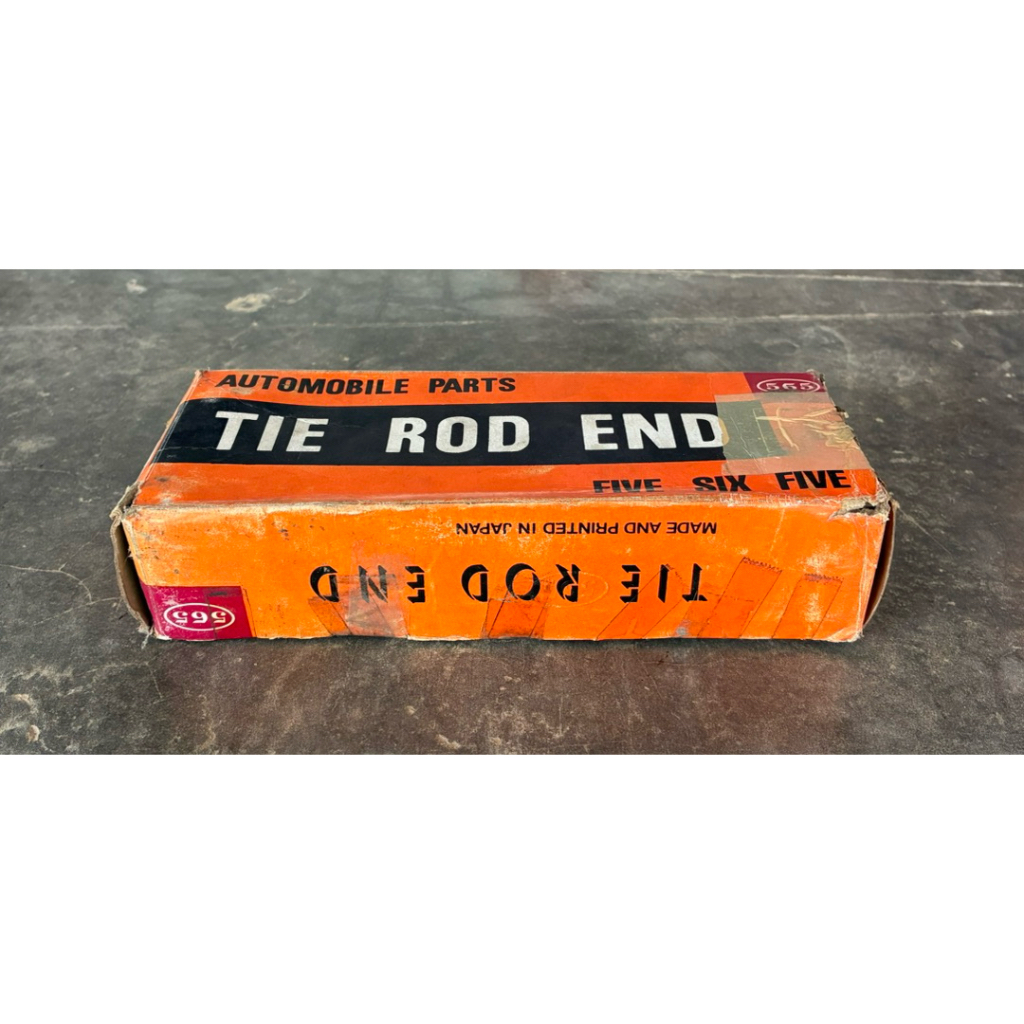 AUTOMOBILE PARTS
565
TIE ROD END
FIVE SIX FIVE
MADE AND PRINTED IN JAPAN
TIE ROD END
565